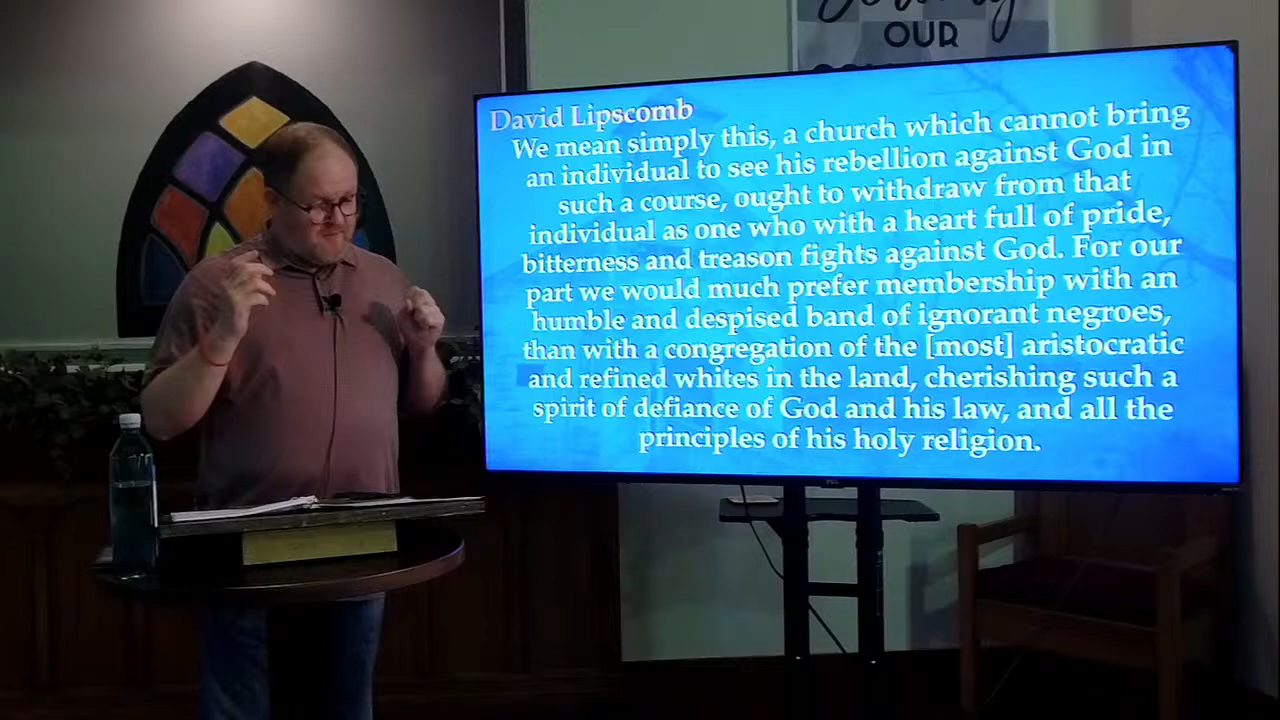 OUR
David Lipscomb
We mean simply this, a church which cannot bring
an individual to see his rebellion against God in
such a course, ought to withdraw from that
individual as one who with a heart full of pride,
bitterness and treason fights against God. For our
part we would much prefer membership with an
humble and despised band of ignorant negroes,
than with a congregation of the [most] aristocratic
and refined whites in the land, cherishing such a
spirit of defiance of God and his law, and all the
principles of his holy religion.
TCL